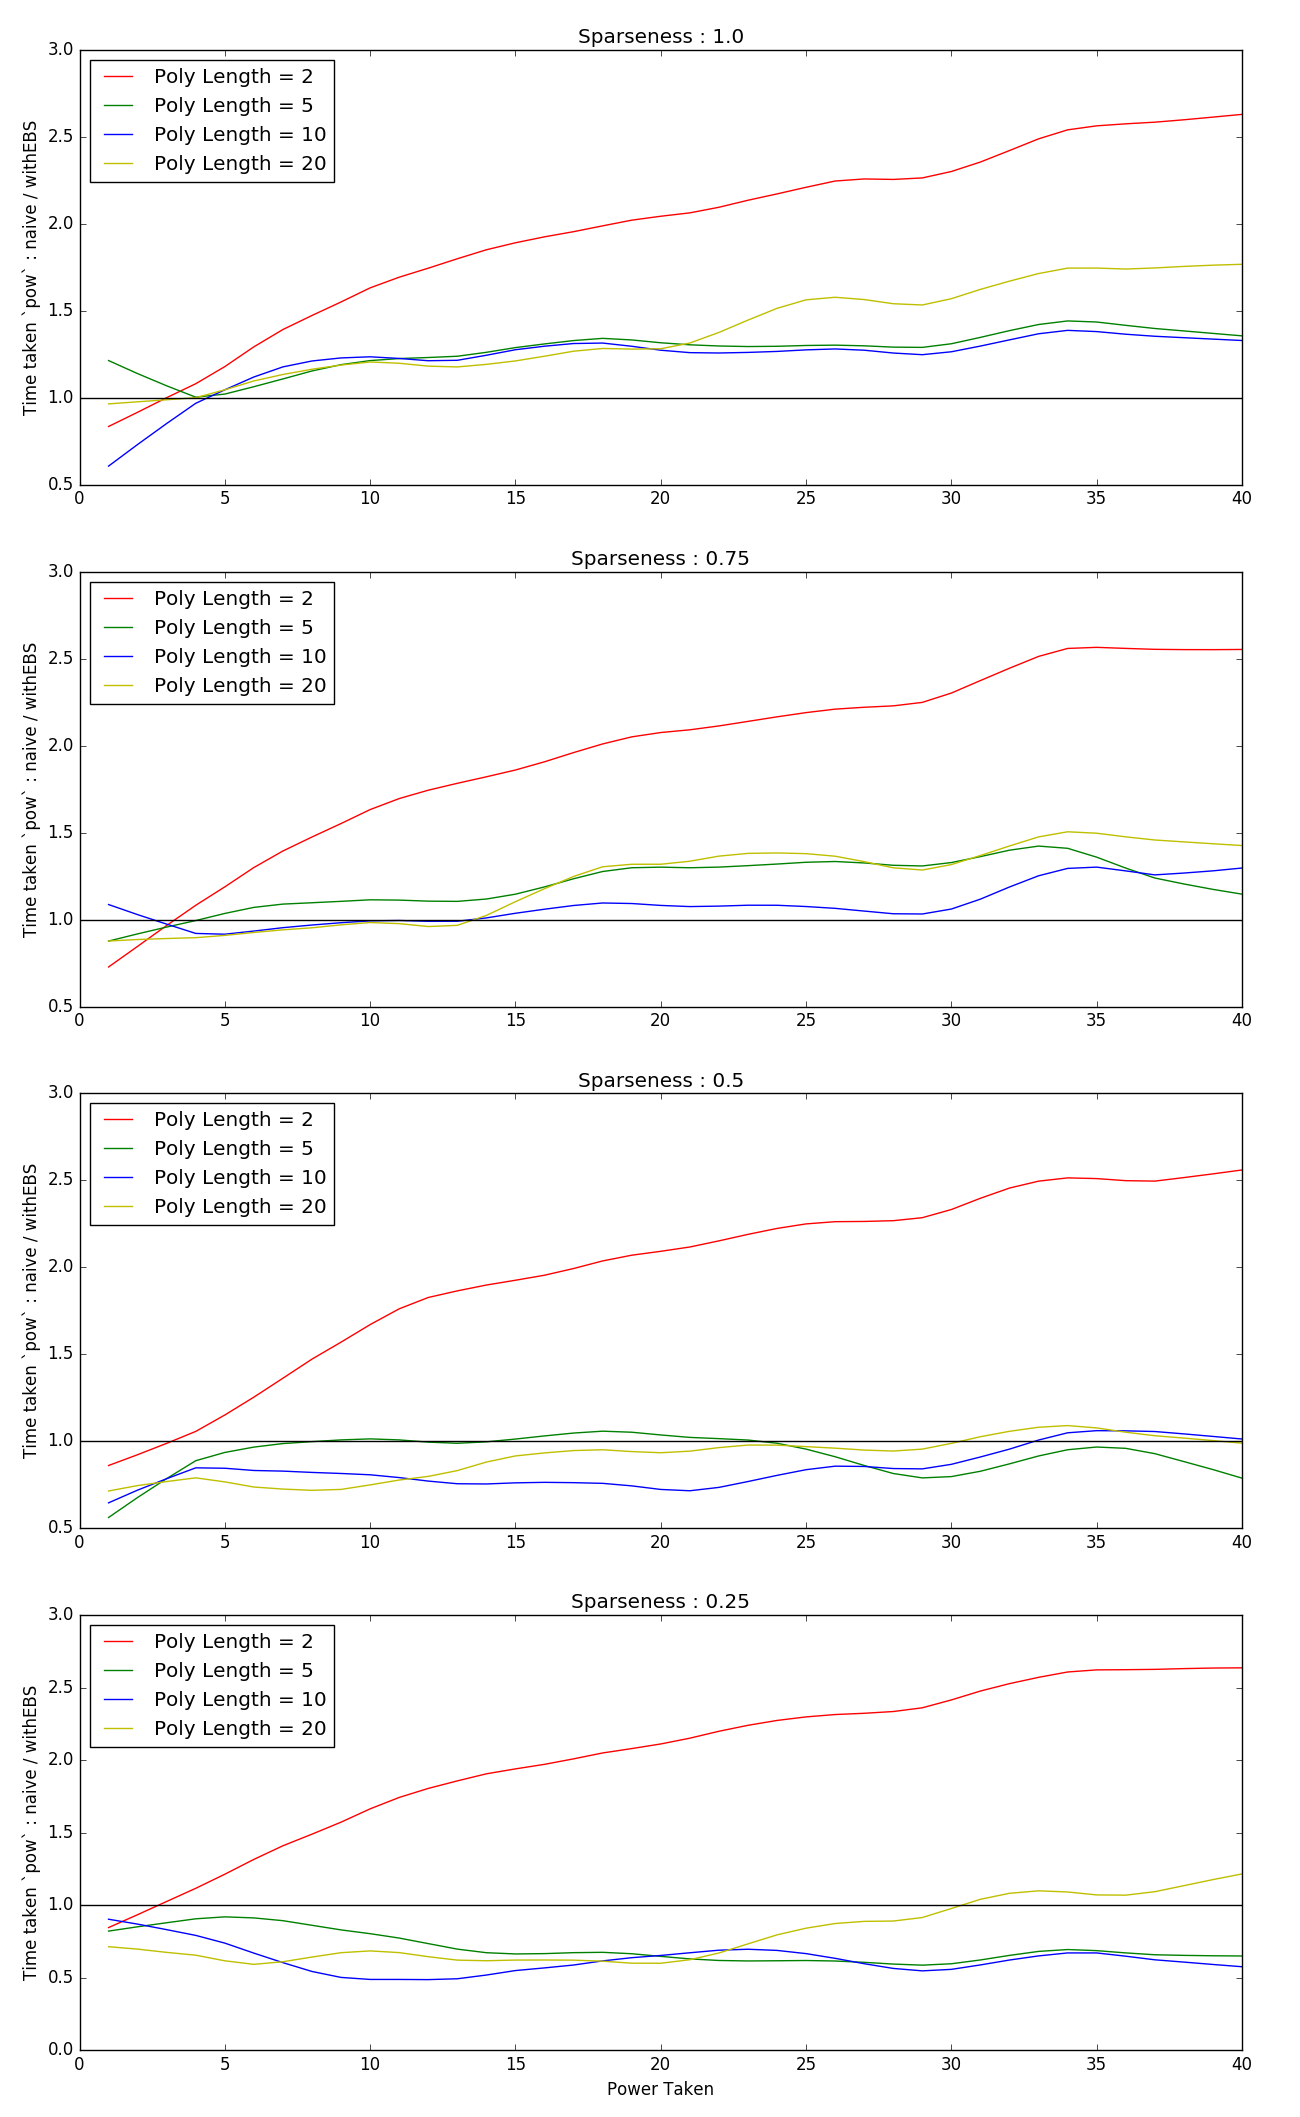 Sparseness : 1.0
Time taken `pow` : naive / withEBS
3.0
2.5
2.0
1.5
1.0
0.5
Poly Length = 2
Poly Length = 5
Poly Length = 10
Poly Length = 20
0 5 10 15 20 25 30 35 40
Sparseness : 0.75
Time taken `pow` : naive / withEBS
3.0
2.5
2.0
1.5
1.0
0.5
Poly Length = 2
Poly Length = 5
Poly Length = 10
Poly Length = 20
0 5 10 15 20 25 30 35 40
Sparseness : 0.5
Time taken `pow` : naive / withEBS
3.0
2.5
2.0
1.5
1.0
0.5
Poly Length = 2
Poly Length = 5
Poly Length = 10
Poly Length = 20
0 5 10 15 20 25 30 35 40
Sparseness : 0.25
Time taken `pow` : naive / withEBS
3.0
2.5
2.0
1.5
1.0
0.5
0.0
Poly Length = 2
Poly Length = 5
Poly Length = 10
Poly Length = 20
0 5 10 15 20 25 30 35 40
Power Taken